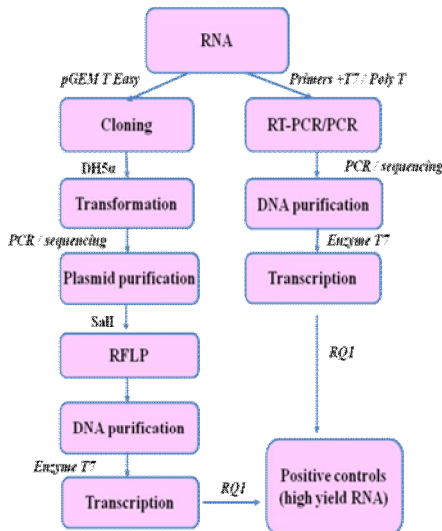 RNA
pGEM T Easy
Primers +T7 / Poly T
Cloning
RT-PCR/PCR
DH5α
PCR / sequencing
Transformation
DNA purification
PCR / sequencing
Enzyme T7
Plasmid purification
Transcription
SalI
RFLP
RQ1
DNA purification
Enzyme T7
Transcription
RQ1
Positive controls
(high yield RNA)